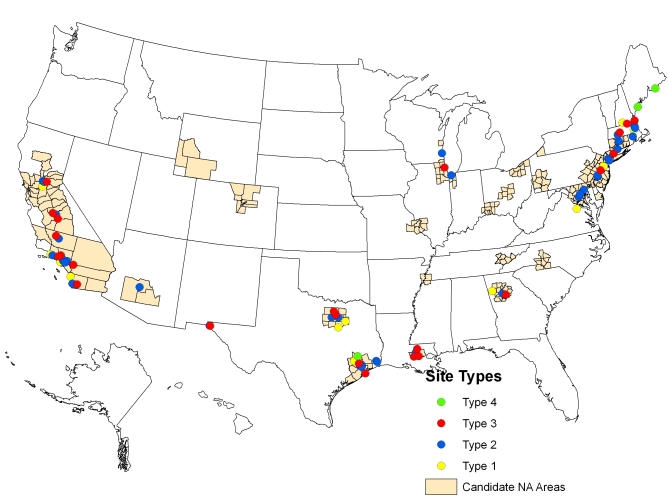 Site Types
Type 4
Type 3
Type 2
Type 1
Candidate NA Areas